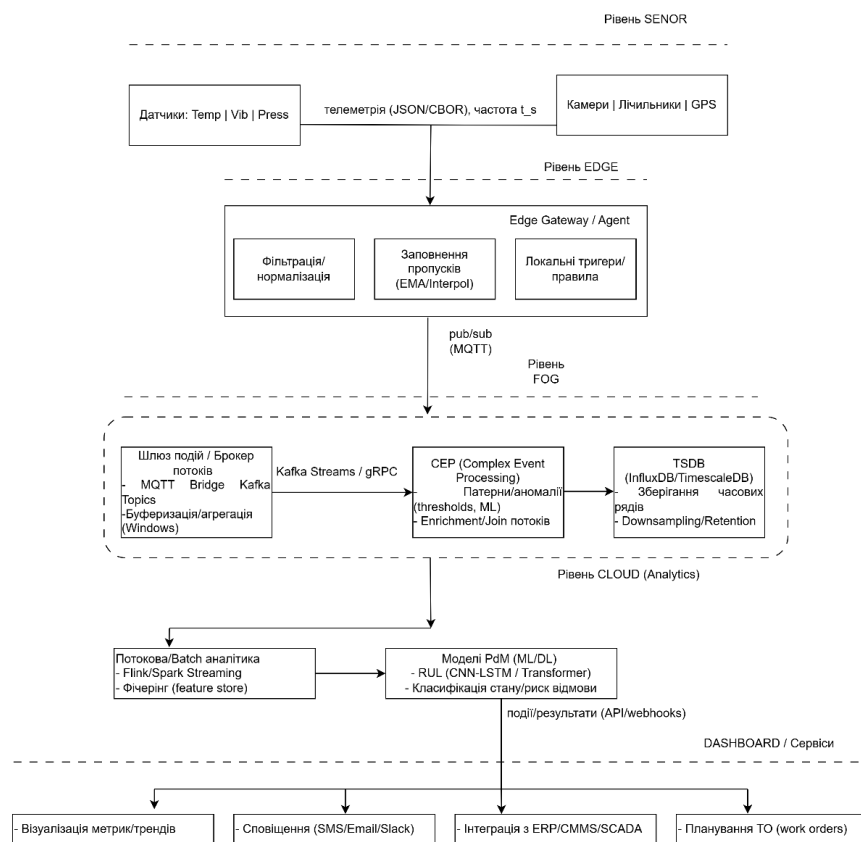 Рівень SENOR
Датчики: Temp | Vib | Press
телеметрія (JSON/CBOR), частота t_s
Камери | Лічильники | GPS
Рівень EDGE
Edge Gateway / Agent
Фільтрація/
нормалізація
Заповнення
пропусків
(EMA/Interpol)
Локальні тригери/
правила
pub/sub
(MQTT)
Рівень
FOG
Шлюз подій / Брокер
потоків
- MQTT Bridge Kafka
Topics
-Буферизація/агрегація
(Windows)
Kafka Streams / gRPC
CEP (Complex Event
Processing)
- Патерни/аномалії
(thresholds, ML)
- Enrichment/Join потоків
TSDB
(InfluxDB/TimescaleDB)
- Зберігання часових
рядів
- Downsampling/Retention
Рівень CLOUD (Analytics)
Потокова/Batch аналітика
- Flink/Spark Streaming
- Фічеринг (feature store)
Моделі PdM (ML/DL)
- RUL (CNN-LSTM / Transformer)
- Класифікація стану/риск відмови
події/результати (API/webhooks)
DASHBOARD / Сервіси
- Візуалізація метрик/трендів
- Сповіщення (SMS/Email/Slack)
- Інтеграція з ERP/CMMS/SCADA
- Планування ТО (work orders)